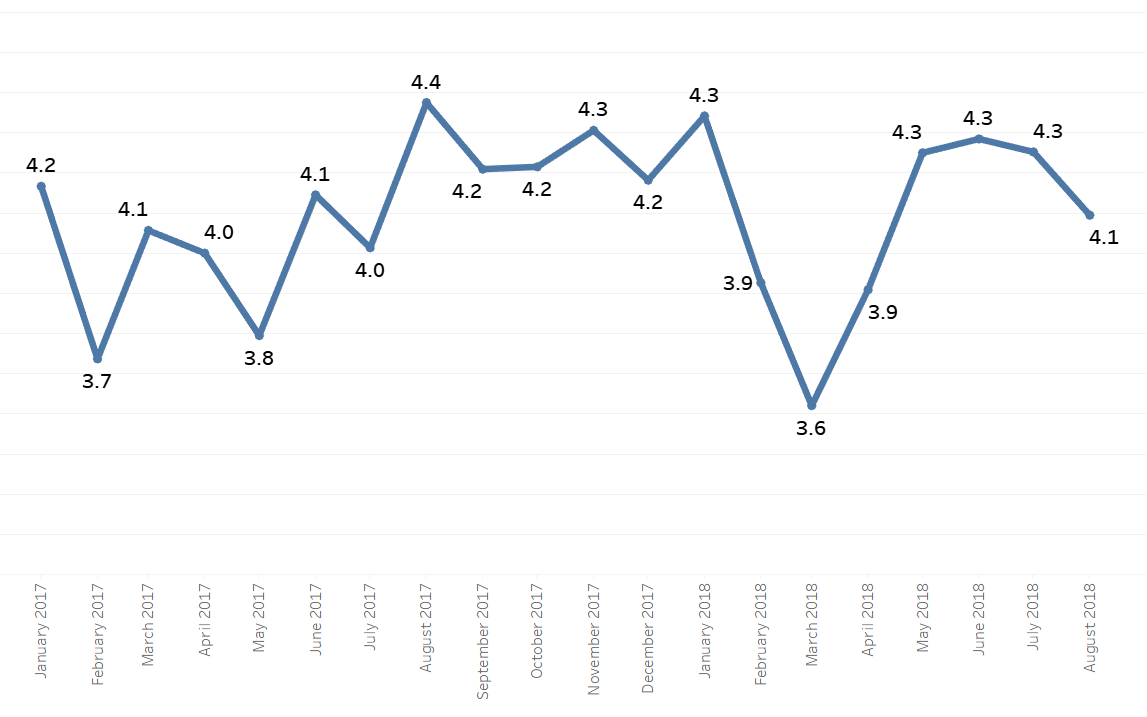 4.2
3.7
4.1
4.0
3.8
4.1
4.0
4.4
4.2
4.2
4.3
4.2
4.3
3.9
3.6
3.9
4.3
4.3
4.3
4.1
January 2017
February 2017
March 2017
April 2017
May 2017
June 2017
July 2017
August 2017
September 2017
October 2017
November 2017
December 2017
January 2018
February 2018
March 2018
April 2018
May 2018
June 2018
July 2018
August 2018